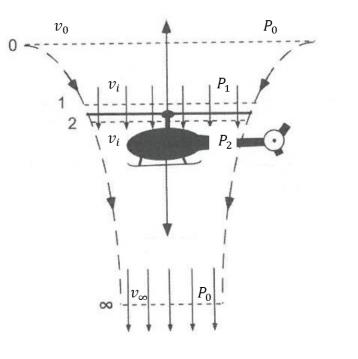 v₀ P₀
0
vᵢ P₁
1
2
vᵢ P₂
v∞ P₀
∞